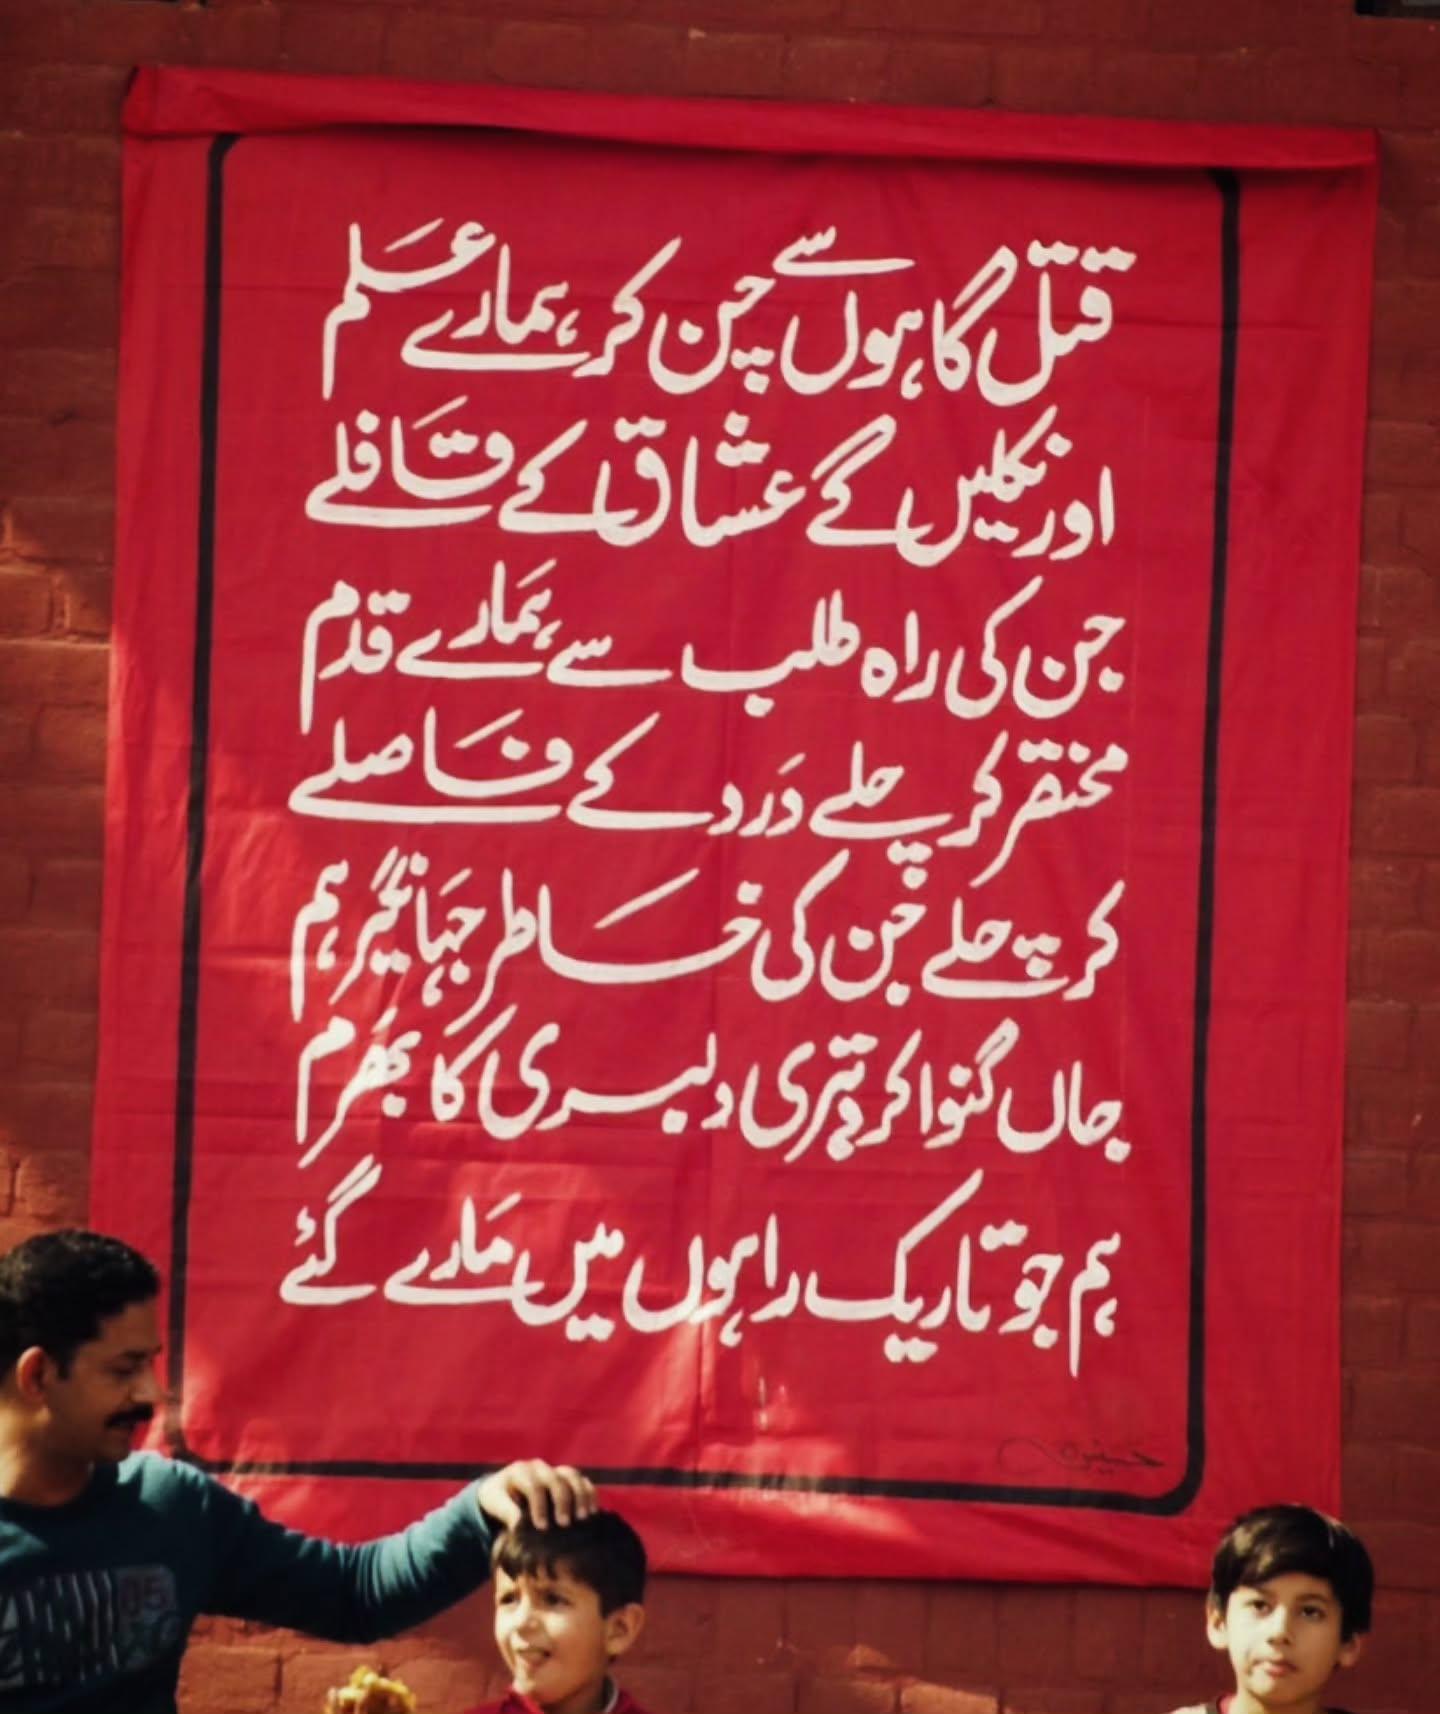 قتل گاہوں سے چن کر ہمارے علم
اور نکلیں گے عشاق کے قافلے
جن کی راہ طلب سے ہمارے قدم
مختصر کر چلے درد کے فاصلے
کر چلے جن کی خاطر جہانگیر ہم
جاں گنوا کر تیری دلبری کا بھرم
ہم جو تاریک راہوں میں مارے گئے